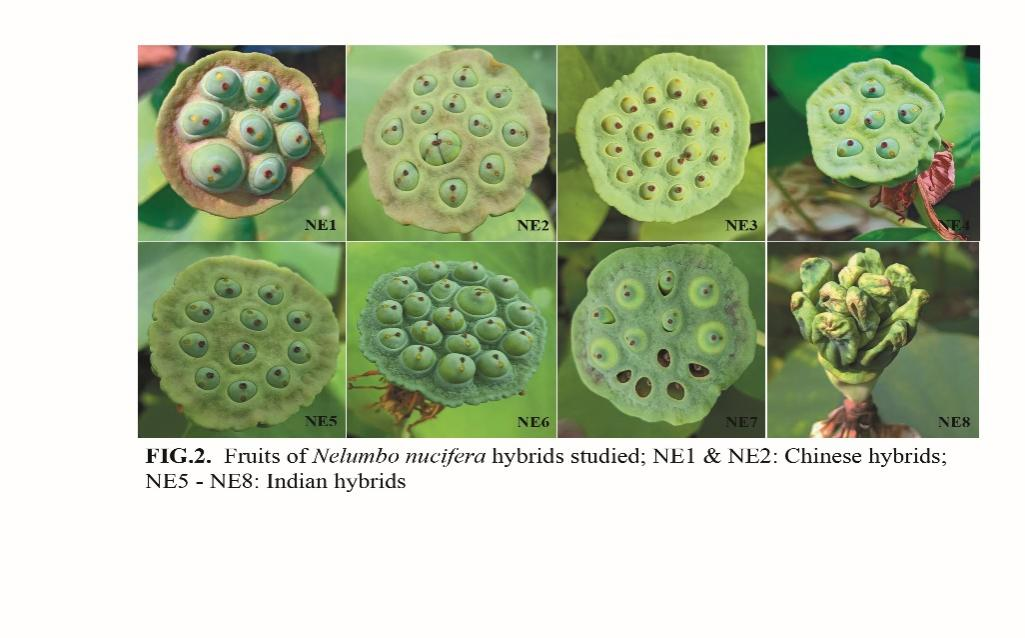 NE1 NE2 NE3 NE4
NE5 NE6 NE7 NE8
FIG.2. Fruits of Nelumbo nucifera hybrids studied; NE1 & NE2: Chinese hybrids;
NE5 - NE8: Indian hybrids